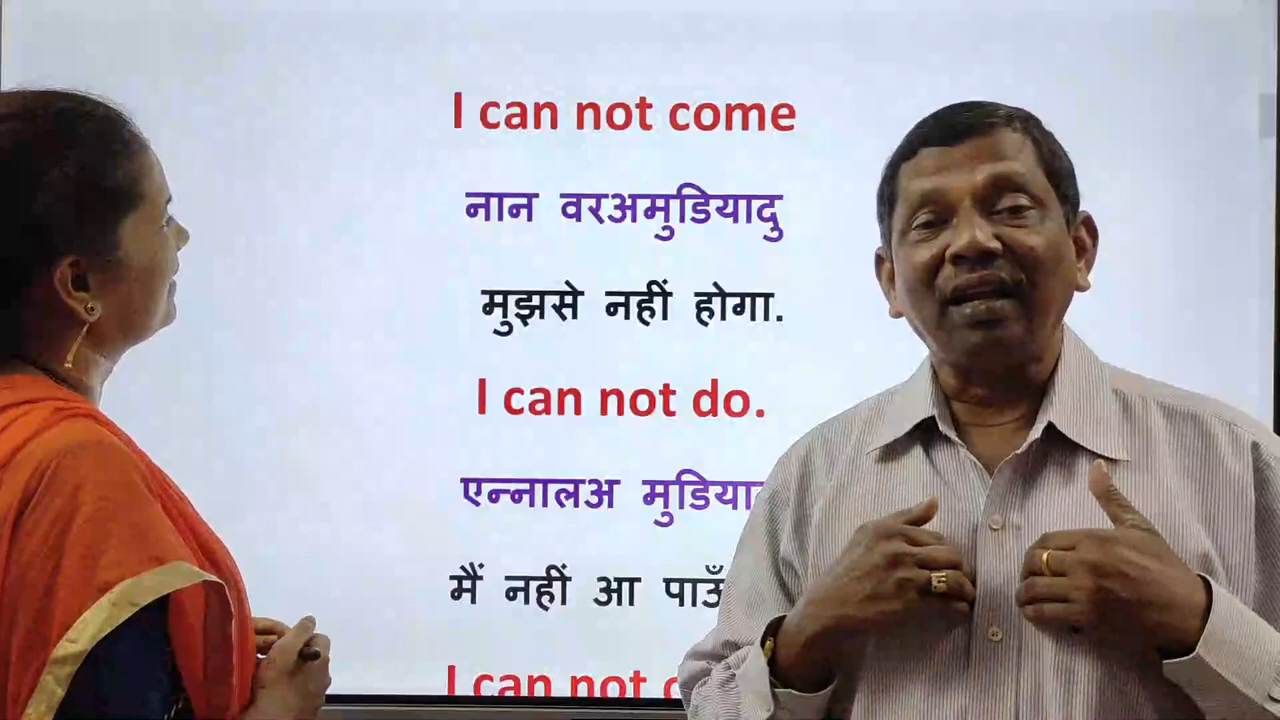 I can not come
नान वरअमुडियादु
मुझसे नहीं होगा.
I can not do.
एन्नालअ
मैं नहीं आ
I can not